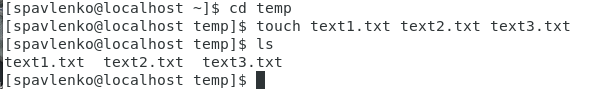 [spavlenko@localhost ~]$ cd temp
[spavlenko@localhost temp]$ touch text1.txt text2.txt text3.txt
[spavlenko@localhost temp]$ ls
text1.txt  text2.txt  text3.txt
[spavlenko@localhost temp]$